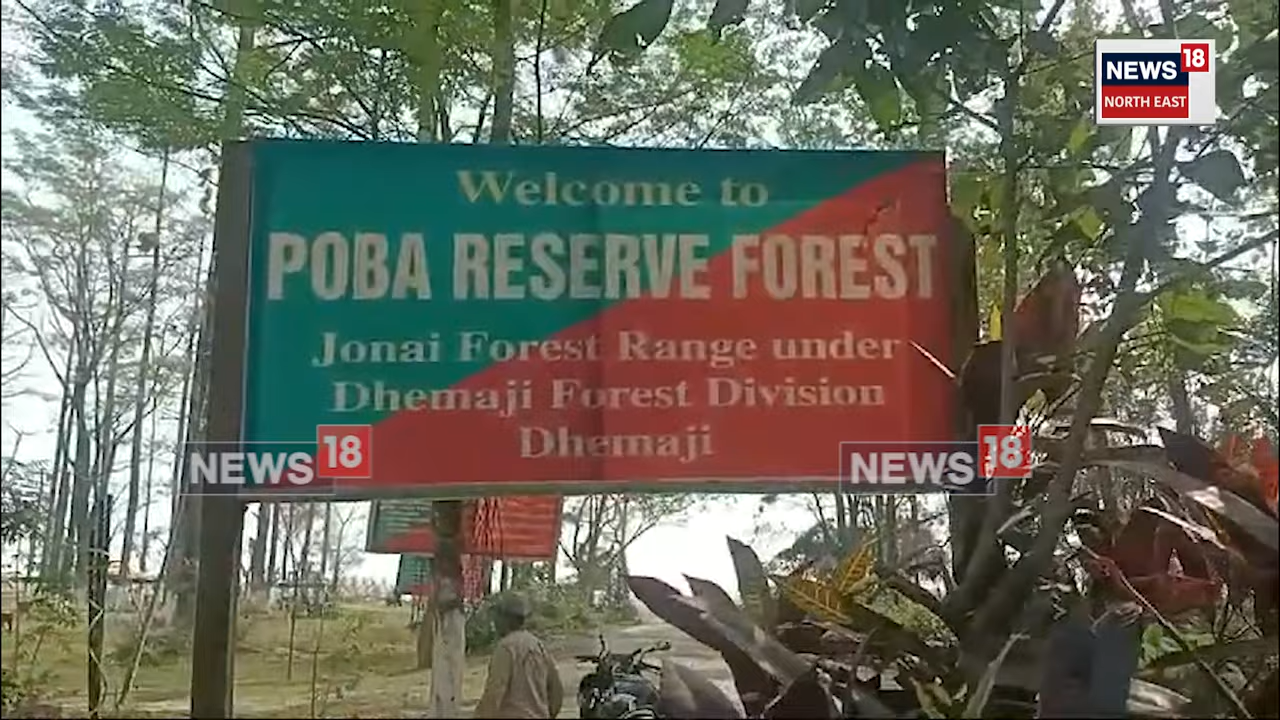 NEWS 18
NORTH EAST
Welcome to
POBA RESERVE FOREST
Jonai Forest Range under
Dhemaji Forest Division
Dhemaji
NEWS 18
NEWS 18